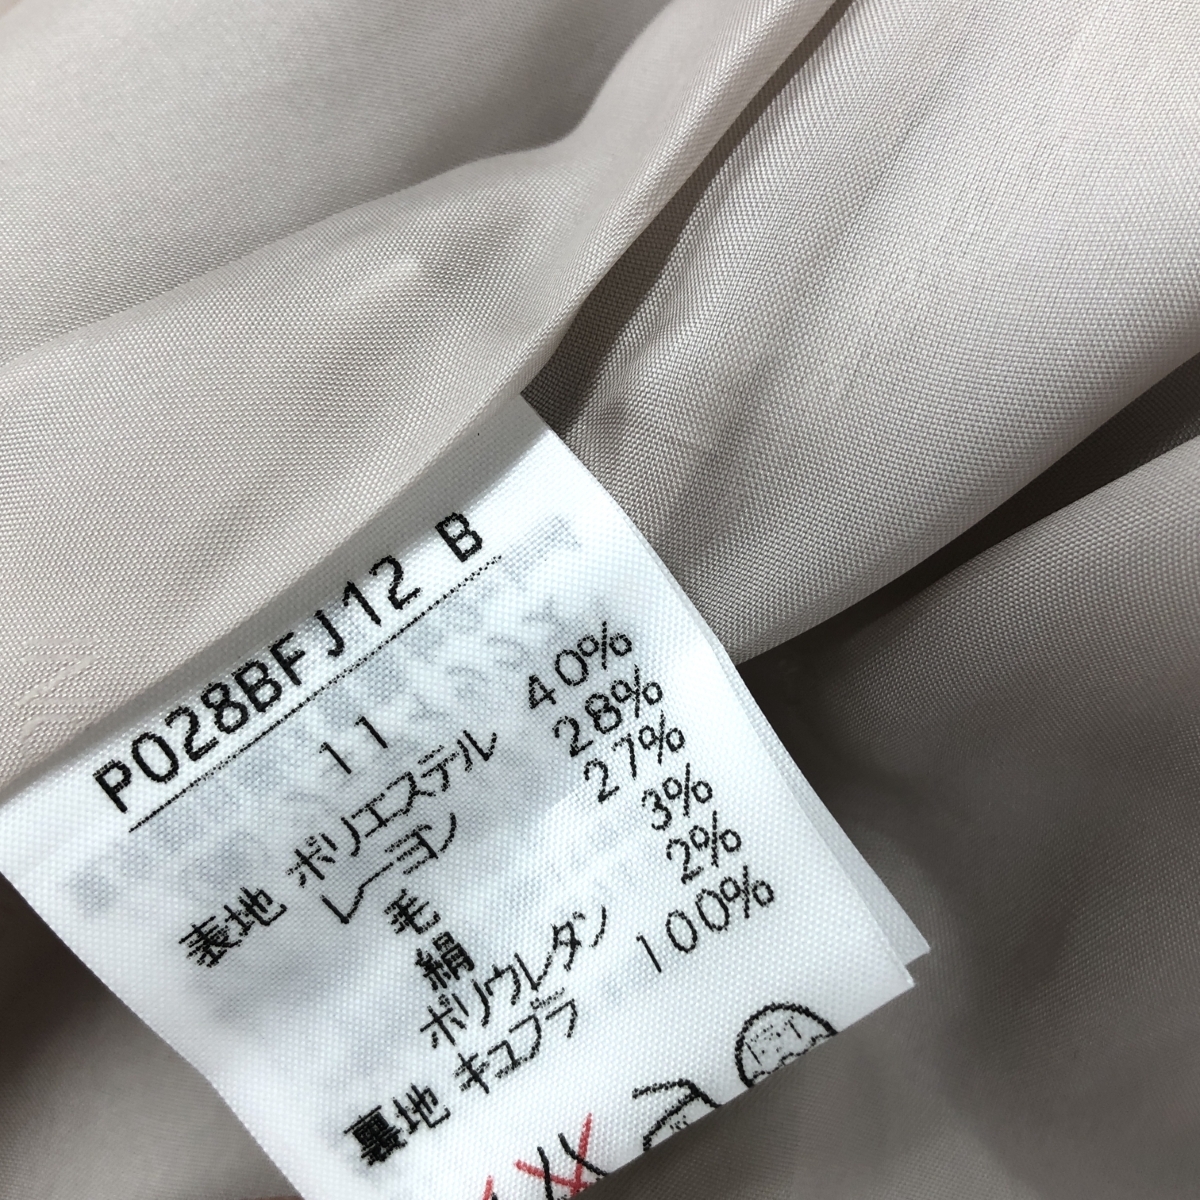 P028BFJ12 B
11
表地 ポリエステル 40%
レーヨン 28%
毛 27%
絹 3%
ポリウレタン 2%
裏地 キュプラ 100%